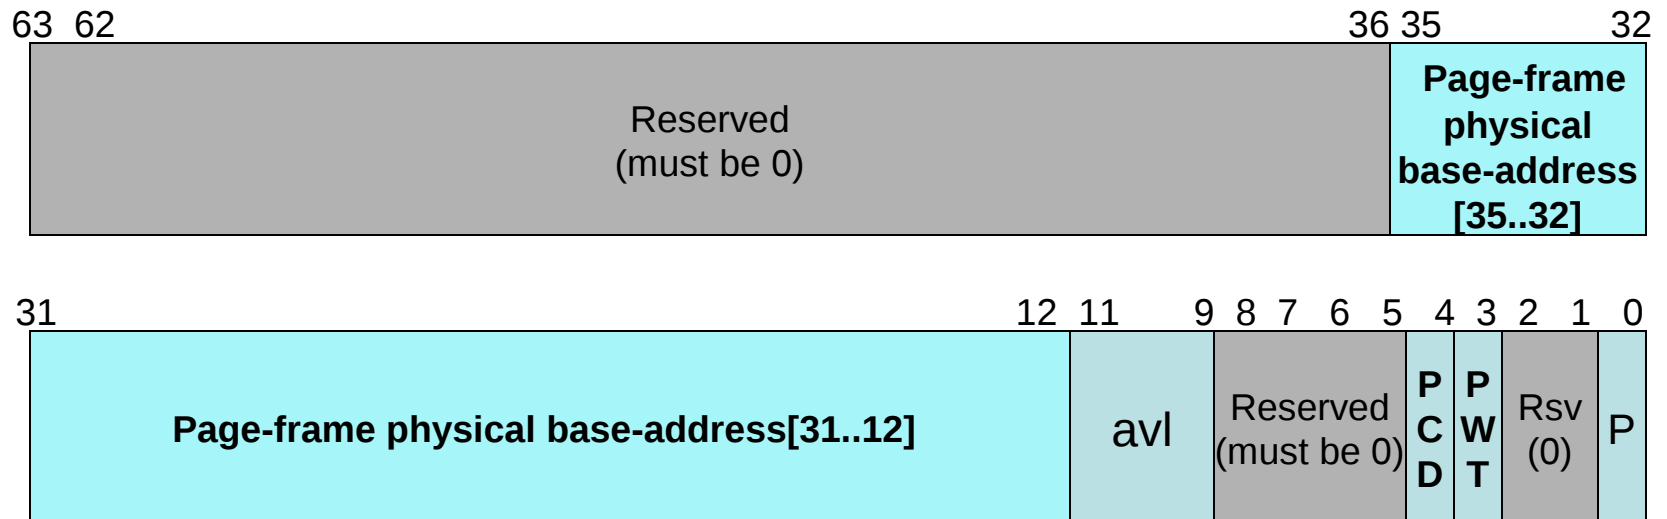 63 62 36 35 32
Reserved
(must be 0)
Page-frame
physical
base-address
[35..32]
31 12 11 9 8 7 6 5 4 3 2 1 0
Page-frame physical base-address[31..12]
avl
Reserved
(must be 0)
P
C
D
P
W
T
Rsv
(0)
P